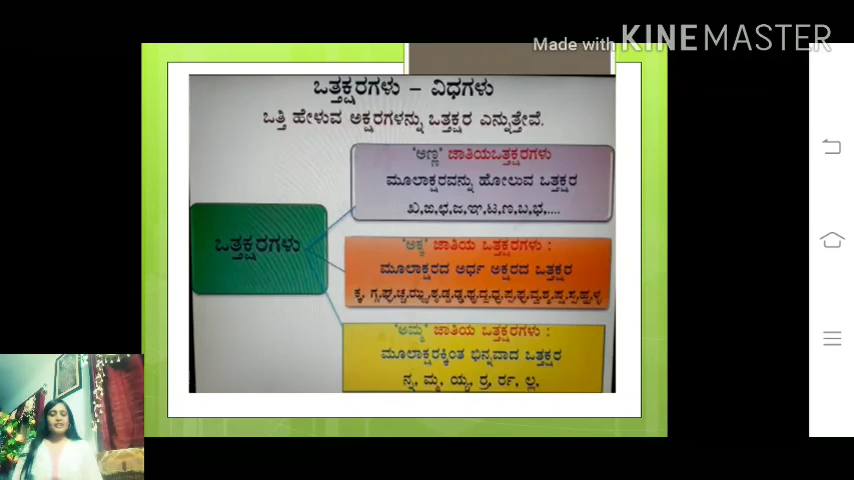 Made with KINEMASTER
ಒತ್ತಕ್ಷರಗಳು – ವಿಧಗಳು
ಒತ್ತಿ ಹೇಳುವ ಅಕ್ಷರಗಳನ್ನು ಒತ್ತಕ್ಷರ ಎನ್ನುತ್ತೇವೆ.
'ಅಣ್ಣ' ಜಾತಿಯಒತ್ತಕ್ಷರಗಳು
ಮೂಲಾಕ್ಷರವನ್ನು ಹೋಲುವ ಒತ್ತಕ್ಷರ
ಖ,ಙ,ಛ,ಜ,ಞ,ಟ,ಣ,ಬ,ಭ,....
ಒತ್ತಕ್ಷರಗಳು
'ಅಕ್ಕ' ಜಾತಿಯ ಒತ್ತಕ್ಷರಗಳು :
ಮೂಲಾಕ್ಷರದ ಅರ್ಧ ಅಕ್ಷರದ ಒತ್ತಕ್ಷರ
'ಅಮ್ಮ' ಜಾತಿಯ ಒತ್ತಕ್ಷರಗಳು :
ಮೂಲಾಕ್ಷರಕ್ಕಿಂತ ಭಿನ್ನವಾದ ಒತ್ತಕ್ಷರ
ನ್ನ, ಮ್ಮ, ಯ್ಯ, ರ‍್ರ, ರ್ರ, ಲ್ಲ,